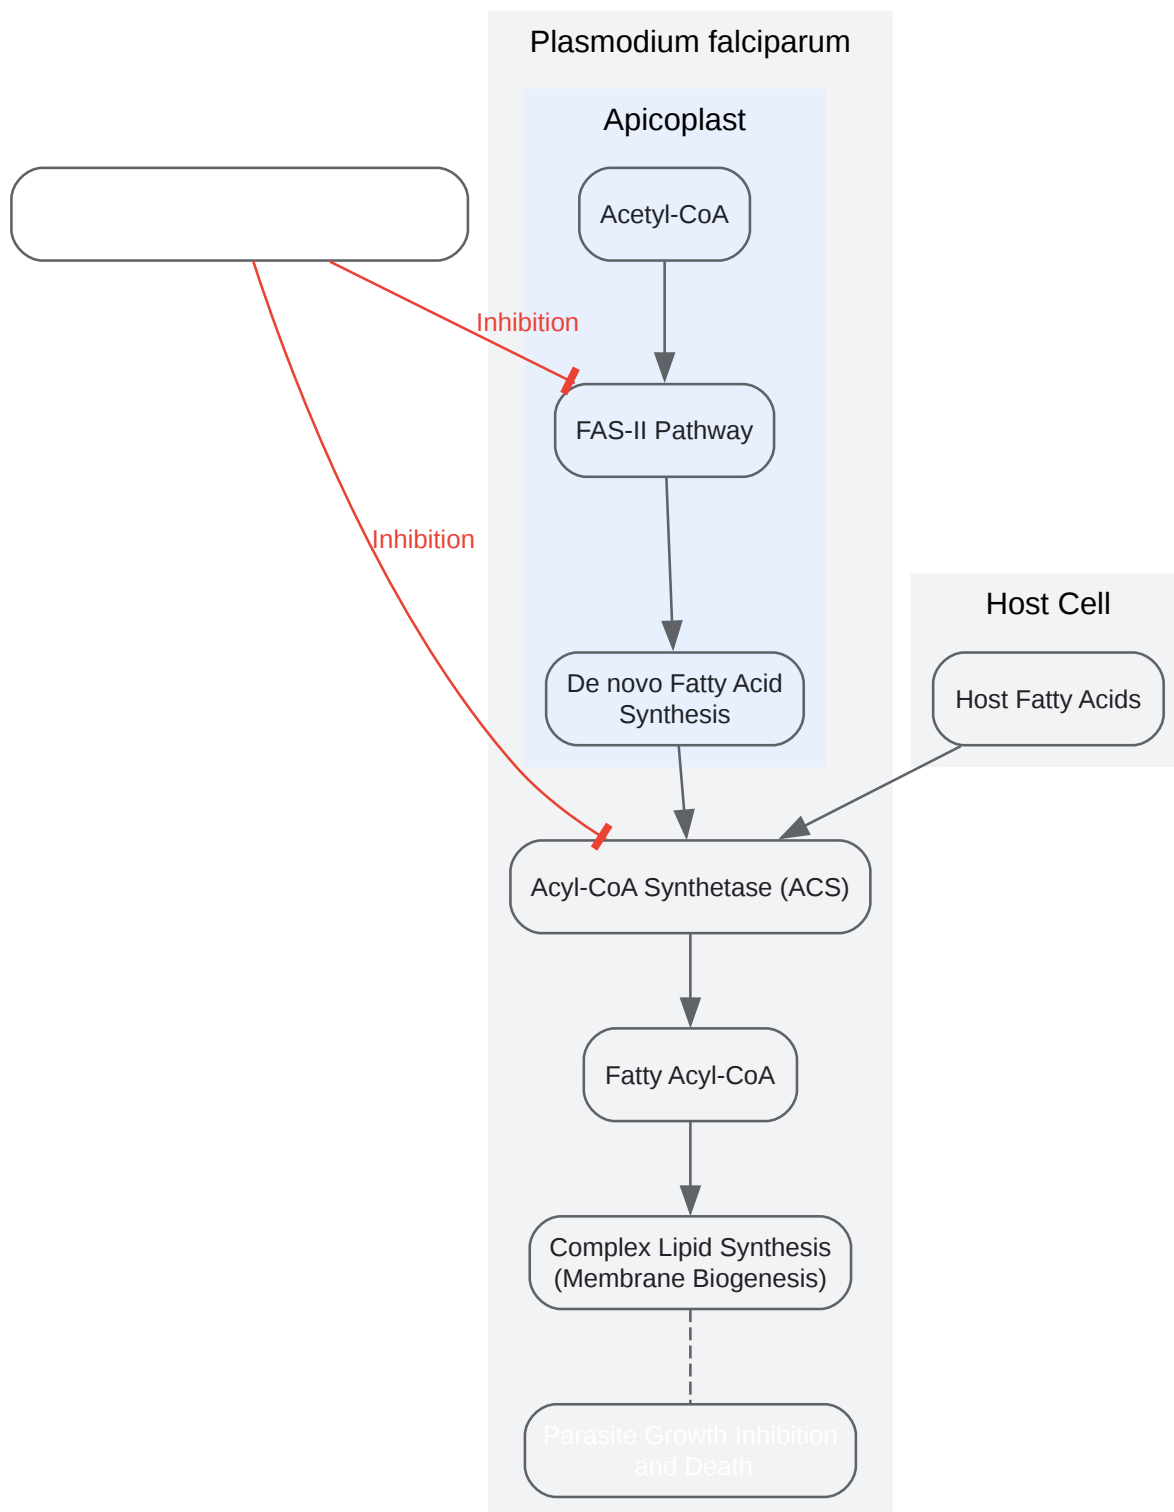 Plasmodium falciparum
Apicoplast
Acetyl-CoA
Inhibition
FAS-II Pathway
Inhibition
Host Cell
De novo Fatty Acid
Synthesis
Host Fatty Acids
Acyl-CoA Synthetase (ACS)
Fatty Acyl-CoA
Complex Lipid Synthesis
(Membrane Biogenesis)
Parasite Growth Inhibition
and Death